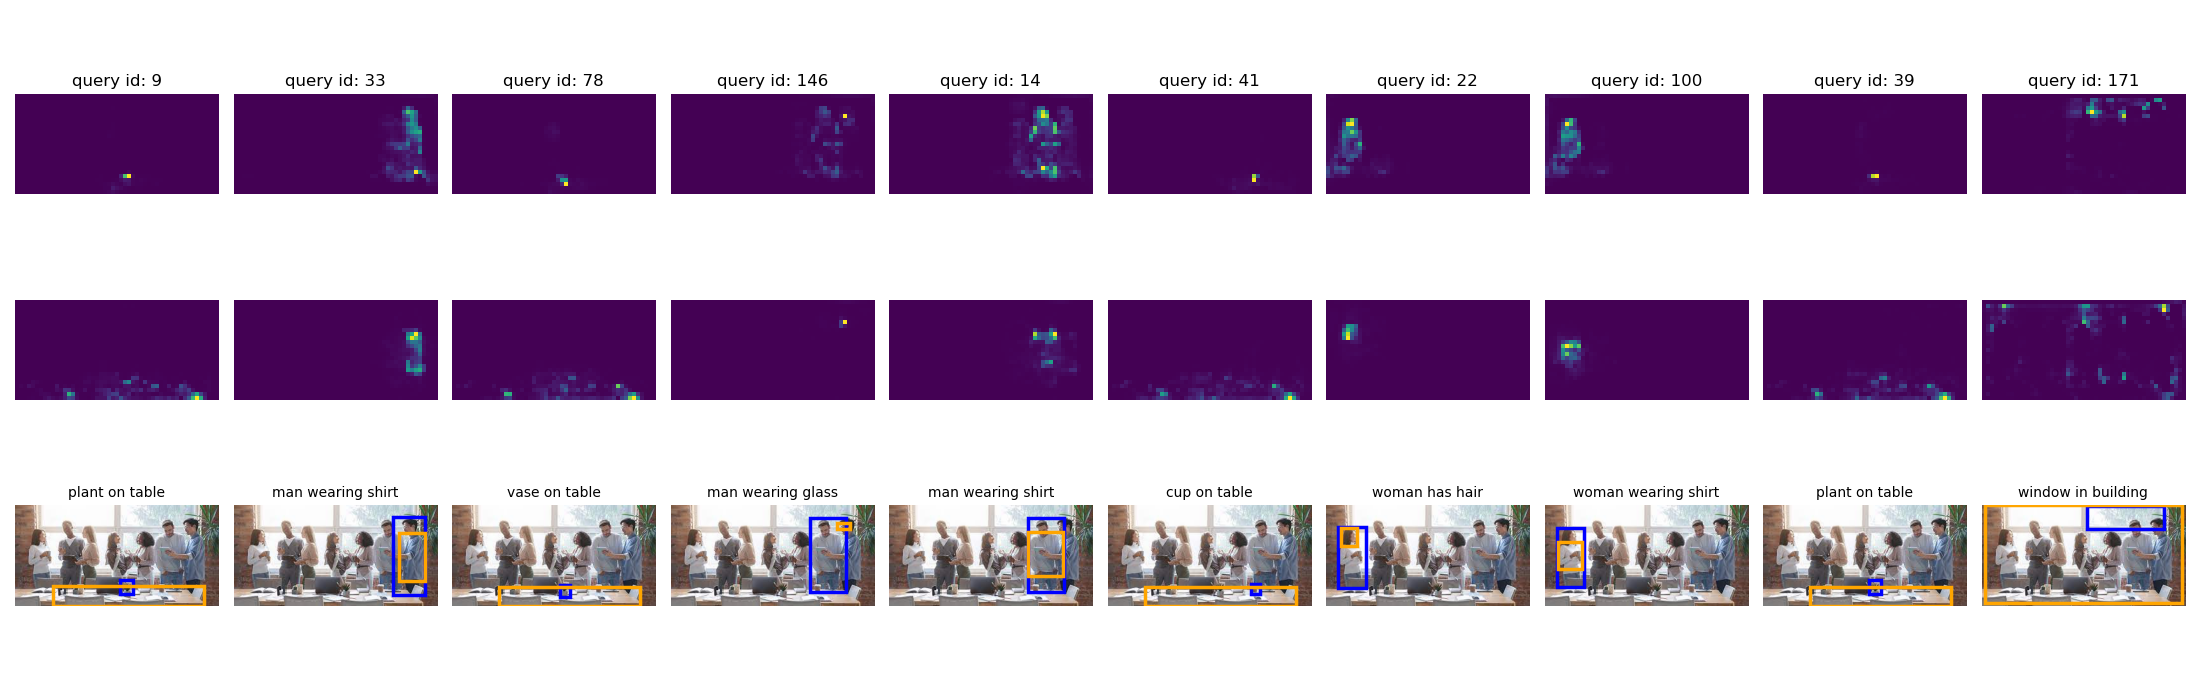 query id: 9
query id: 33
query id: 78
query id: 146
query id: 14
query id: 41
query id: 22
query id: 100
query id: 39
query id: 171
plant on table
man wearing shirt
vase on table
man wearing glass
man wearing shirt
cup on table
woman has hair
woman wearing shirt
plant on table
window in building